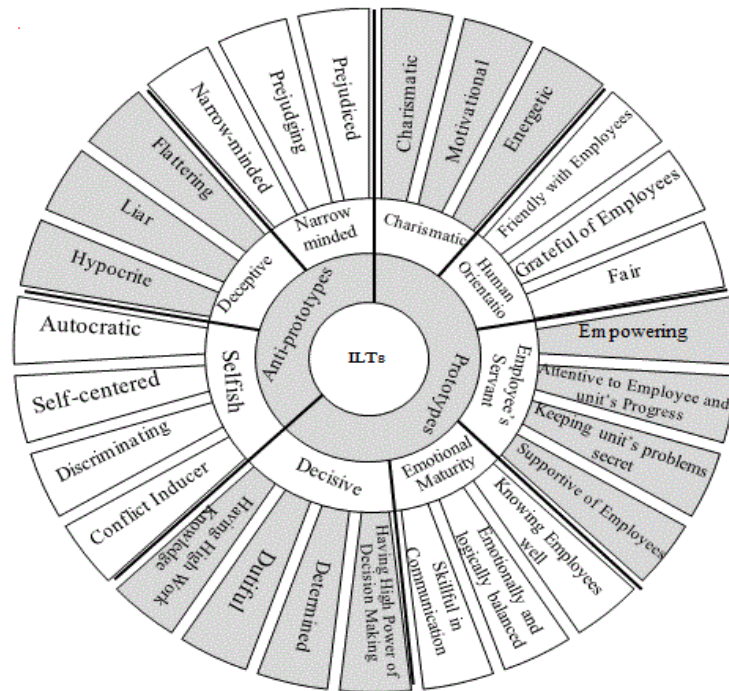 ILTs
Prototypes
Anti-prototypes
Charismatic
Charismatic
Motivational
Energetic
Human
Orientatio
Friendly with Employees
Grateful of Employees
Fair
Employee's
Servant
Empowering
Attentive to Employee and
unit's Progress
Keeping unit's problems
secret
Supportive of Employees
Emotional
Maturity
Knowing Employees
well
Emotionally and
logically balanced
Skillful in
Communication
Decisive
Having High Power of
Decision Making
Determined
Dutiful
Having High Work
Knowledge
Selfish
Conflict Inducer
Discriminating
Self-centered
Autocratic
Deceptive
Hypocrite
Liar
Flattering
Narrow
minded
Narrow-minded
Prejudging
Prejudiced